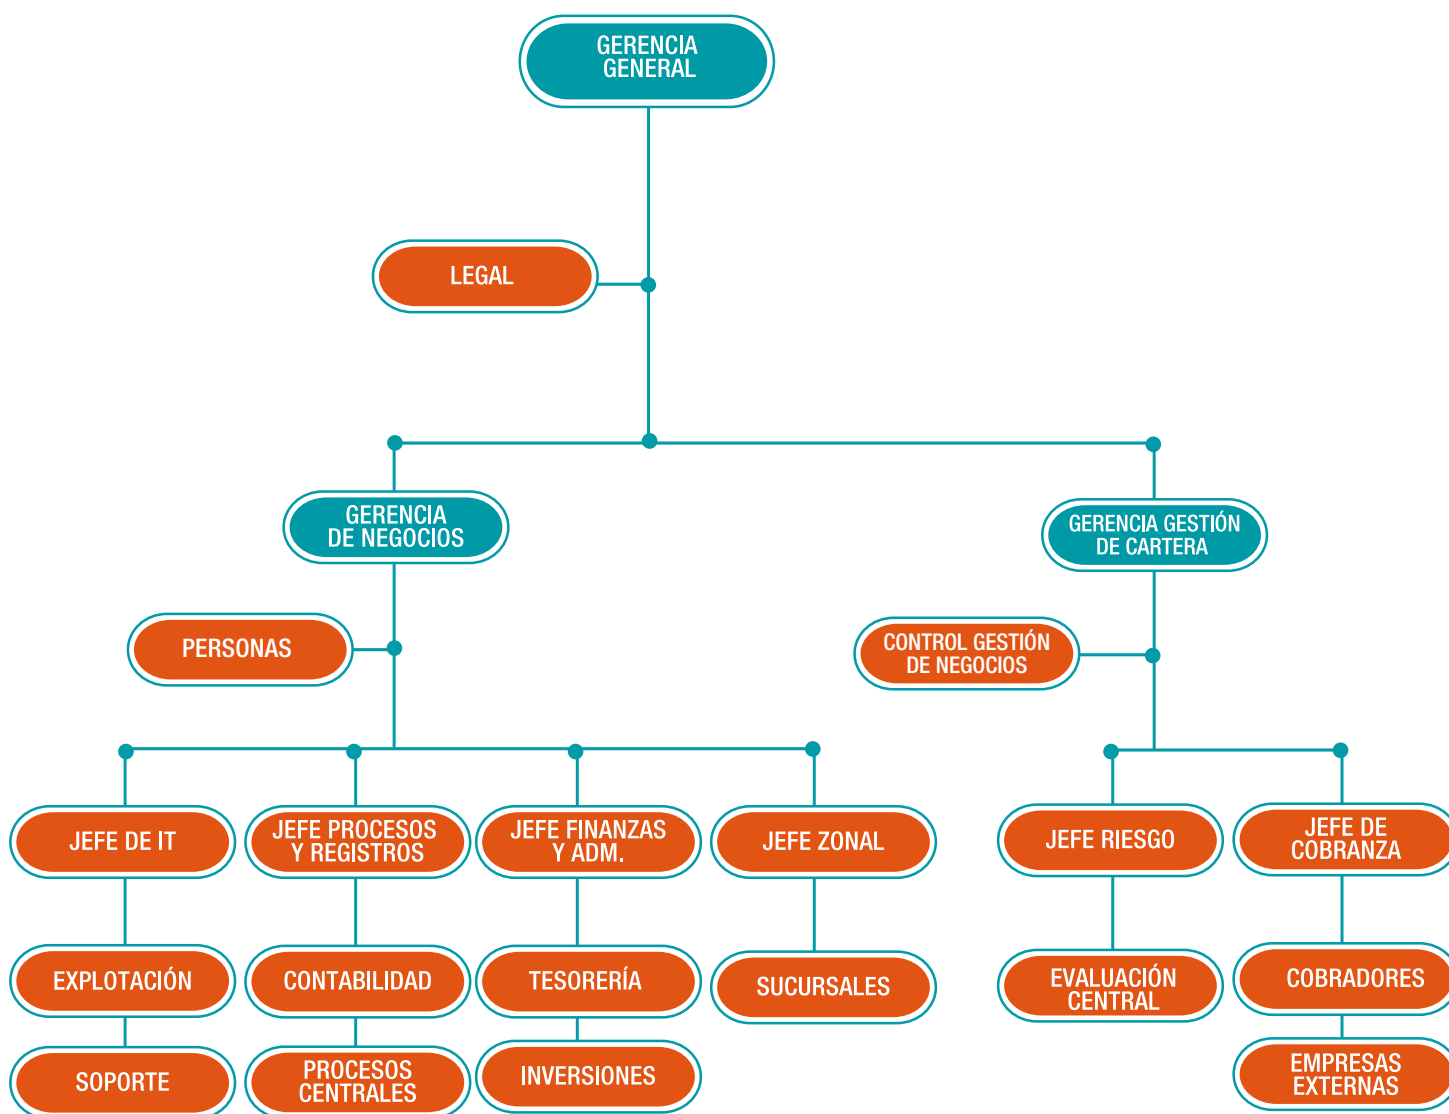 GERENCIA
GENERAL
LEGAL
GERENCIA
DE NEGOCIOS
GERENCIA GESTIÓN
DE CARTERA
PERSONAS
CONTROL GESTIÓN
DE NEGOCIOS
JEFE DE IT
JEFE PROCESOS
Y REGISTROS
JEFE FINANZAS
Y ADM.
JEFE ZONAL
JEFE RIESGO
JEFE DE
COBRANZA
EXPLOTACIÓN
CONTABILIDAD
TESORERÍA
SUCURSALES
EVALUACIÓN
CENTRAL
COBRADORES
SOPORTE
PROCESOS
CENTRALES
INVERSIONES
EMPRESAS
EXTERNAS